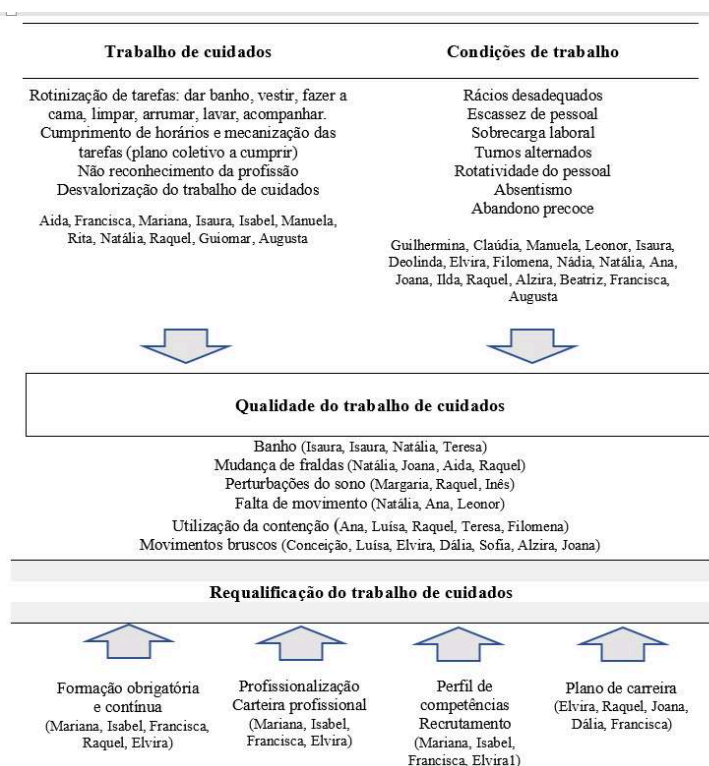 Trabalho de cuidados
Rotinização de tarefas: dar banho, vestir, fazer a
cama, limpar, arrumar, lavar, acompanhar.
Cumprimento de horários e mecanização das
tarefas (plano coletivo a cumprir)
Não reconhecimento da profissão
Desvalorização do trabalho de cuidados
Aida, Francisca, Mariana, Isaura, Isabel, Manuela,
Rita, Natália, Raquel, Guiomar, Augusta
Condições de trabalho
Rácios desadequados
Escassez de pessoal
Sobrecarga laboral
Turnos alternados
Rotatividade do pessoal
Absentismo
Abandono precoce
Guilhermina, Claúdia, Manuela, Leonor, Isaura,
Deolinda, Elvira, Filomena, Nádia, Natália, Ana,
Joana, Ilda, Raquel, Alzira, Beatriz, Francisca,
Augusta
Qualidade do trabalho de cuidados
Banho (Isaura, Isaura, Natália, Teresa)
Mudança de fraldas (Natália, Joana, Aida, Raquel)
Perturbações do sono (Margaria, Raquel, Inês)
Falta de movimento (Natália, Ana, Leonor)
Utilização da contenção (Ana, Luísa, Raquel, Teresa, Filomena)
Movimentos bruscos (Conceição, Luísa, Elvira, Dália, Sofia, Alzira, Joana)
Requalificação do trabalho de cuidados
Formação obrigatória
e contínua
(Mariana, Isabel, Francisca,
Raquel, Elvira)
Profissionalização
Carteira profissional
(Mariana, Isabel,
Francisca, Elvira)
Perfil de
competências
Recrutamento
(Mariana, Isabel,
Francisca, Elvira1)
Plano de carreira
(Elvira, Raquel, Joana,
Dália, Francisca)